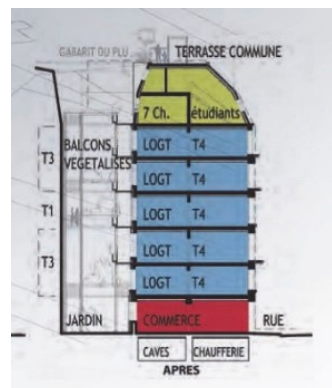 GABARIT DU PLU
TERRASSE COMMUNE
7 Ch. étudiants
BALCONS VEGETALISES
LOGT T4
T3
LOGT T4
T1
LOGT T4
LOGT T4
T3
LOGT T4
JARDIN
COMMERCE
RUE
CAVES
CHAUFFERIE
APRES